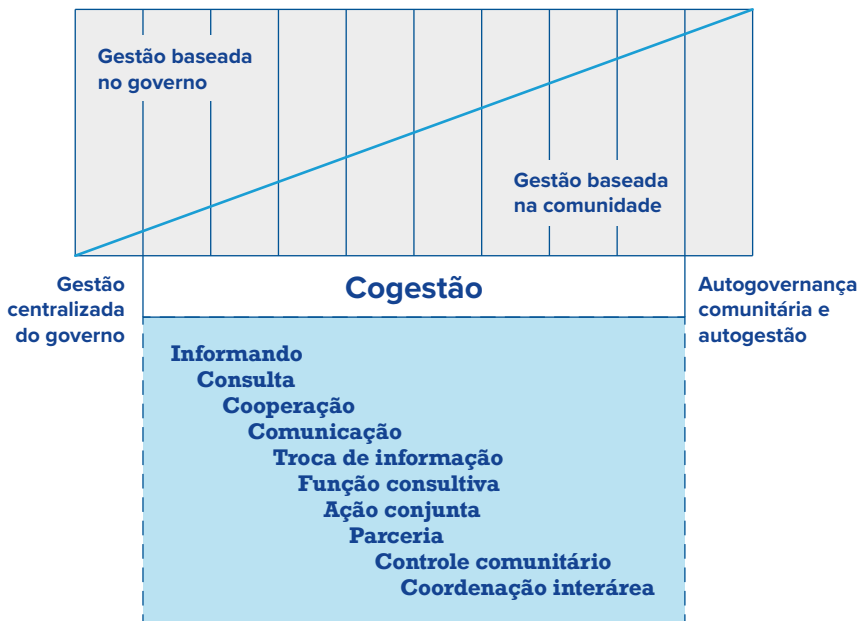 Gestão baseada
no governo
Gestão baseada
na comunidade
Gestão
centralizada
do governo
Cogestão
Autogovernança
comunitária e
autogestão
Informando
Consulta
Cooperação
Comunicação
Troca de informação
Função consultiva
Ação conjunta
Parceria
Controle comunitário
Coordenação interárea